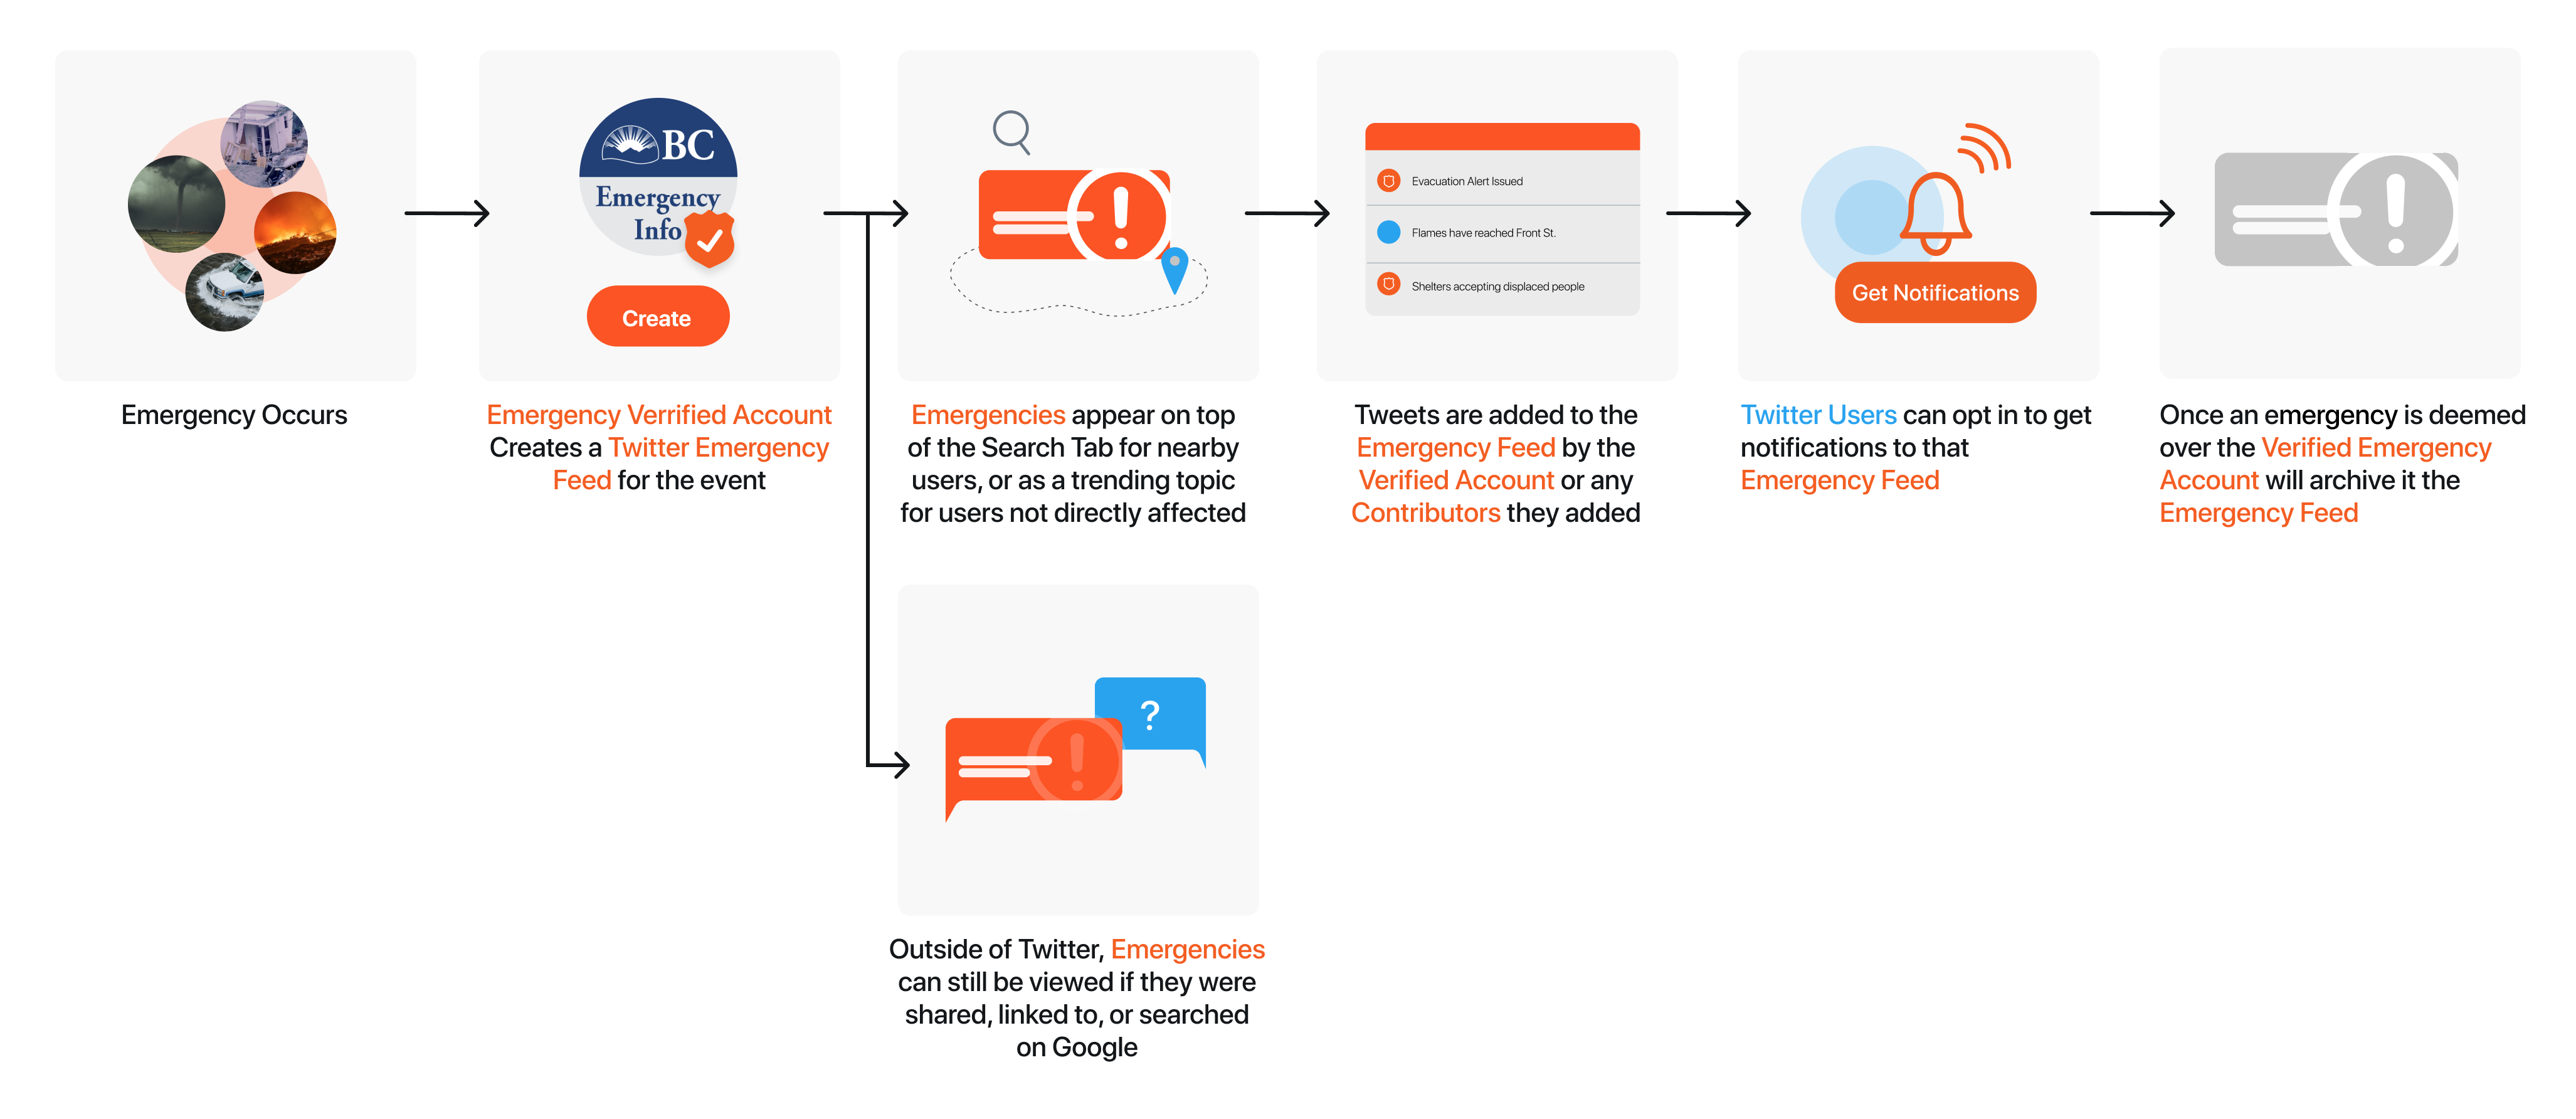 BC
Emergency
Info
Create
Evacuation Alert Issued
Flames have reached Front St.
Shelters accepting displaced people
Get Notifications
Emergency Occurs
Emergency Verrified Account
Creates a Twitter Emergency
Feed for the event
Emergencies appear on top
of the Search Tab for nearby
users, or as a trending topic
for users not directly affected
Tweets are added to the
Emergency Feed by the
Verified Account or any
Contributors they added
Twitter Users can opt in to get
notifications to that
Emergency Feed
Once an emergency is deemed
over the Verified Emergency
Account will archive it the
Emergency Feed
?
Outside of Twitter, Emergencies
can still be viewed if they were
shared, linked to, or searched
on Google